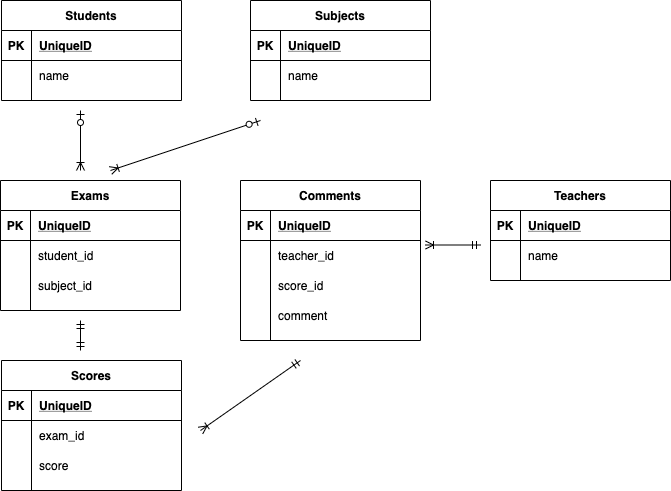 Students
PK UniqueID
name
Subjects
PK UniqueID
name
Exams
PK UniqueID
student_id
subject_id
Comments
PK UniqueID
teacher_id
score_id
comment
Teachers
PK UniqueID
name
Scores
PK UniqueID
exam_id
score